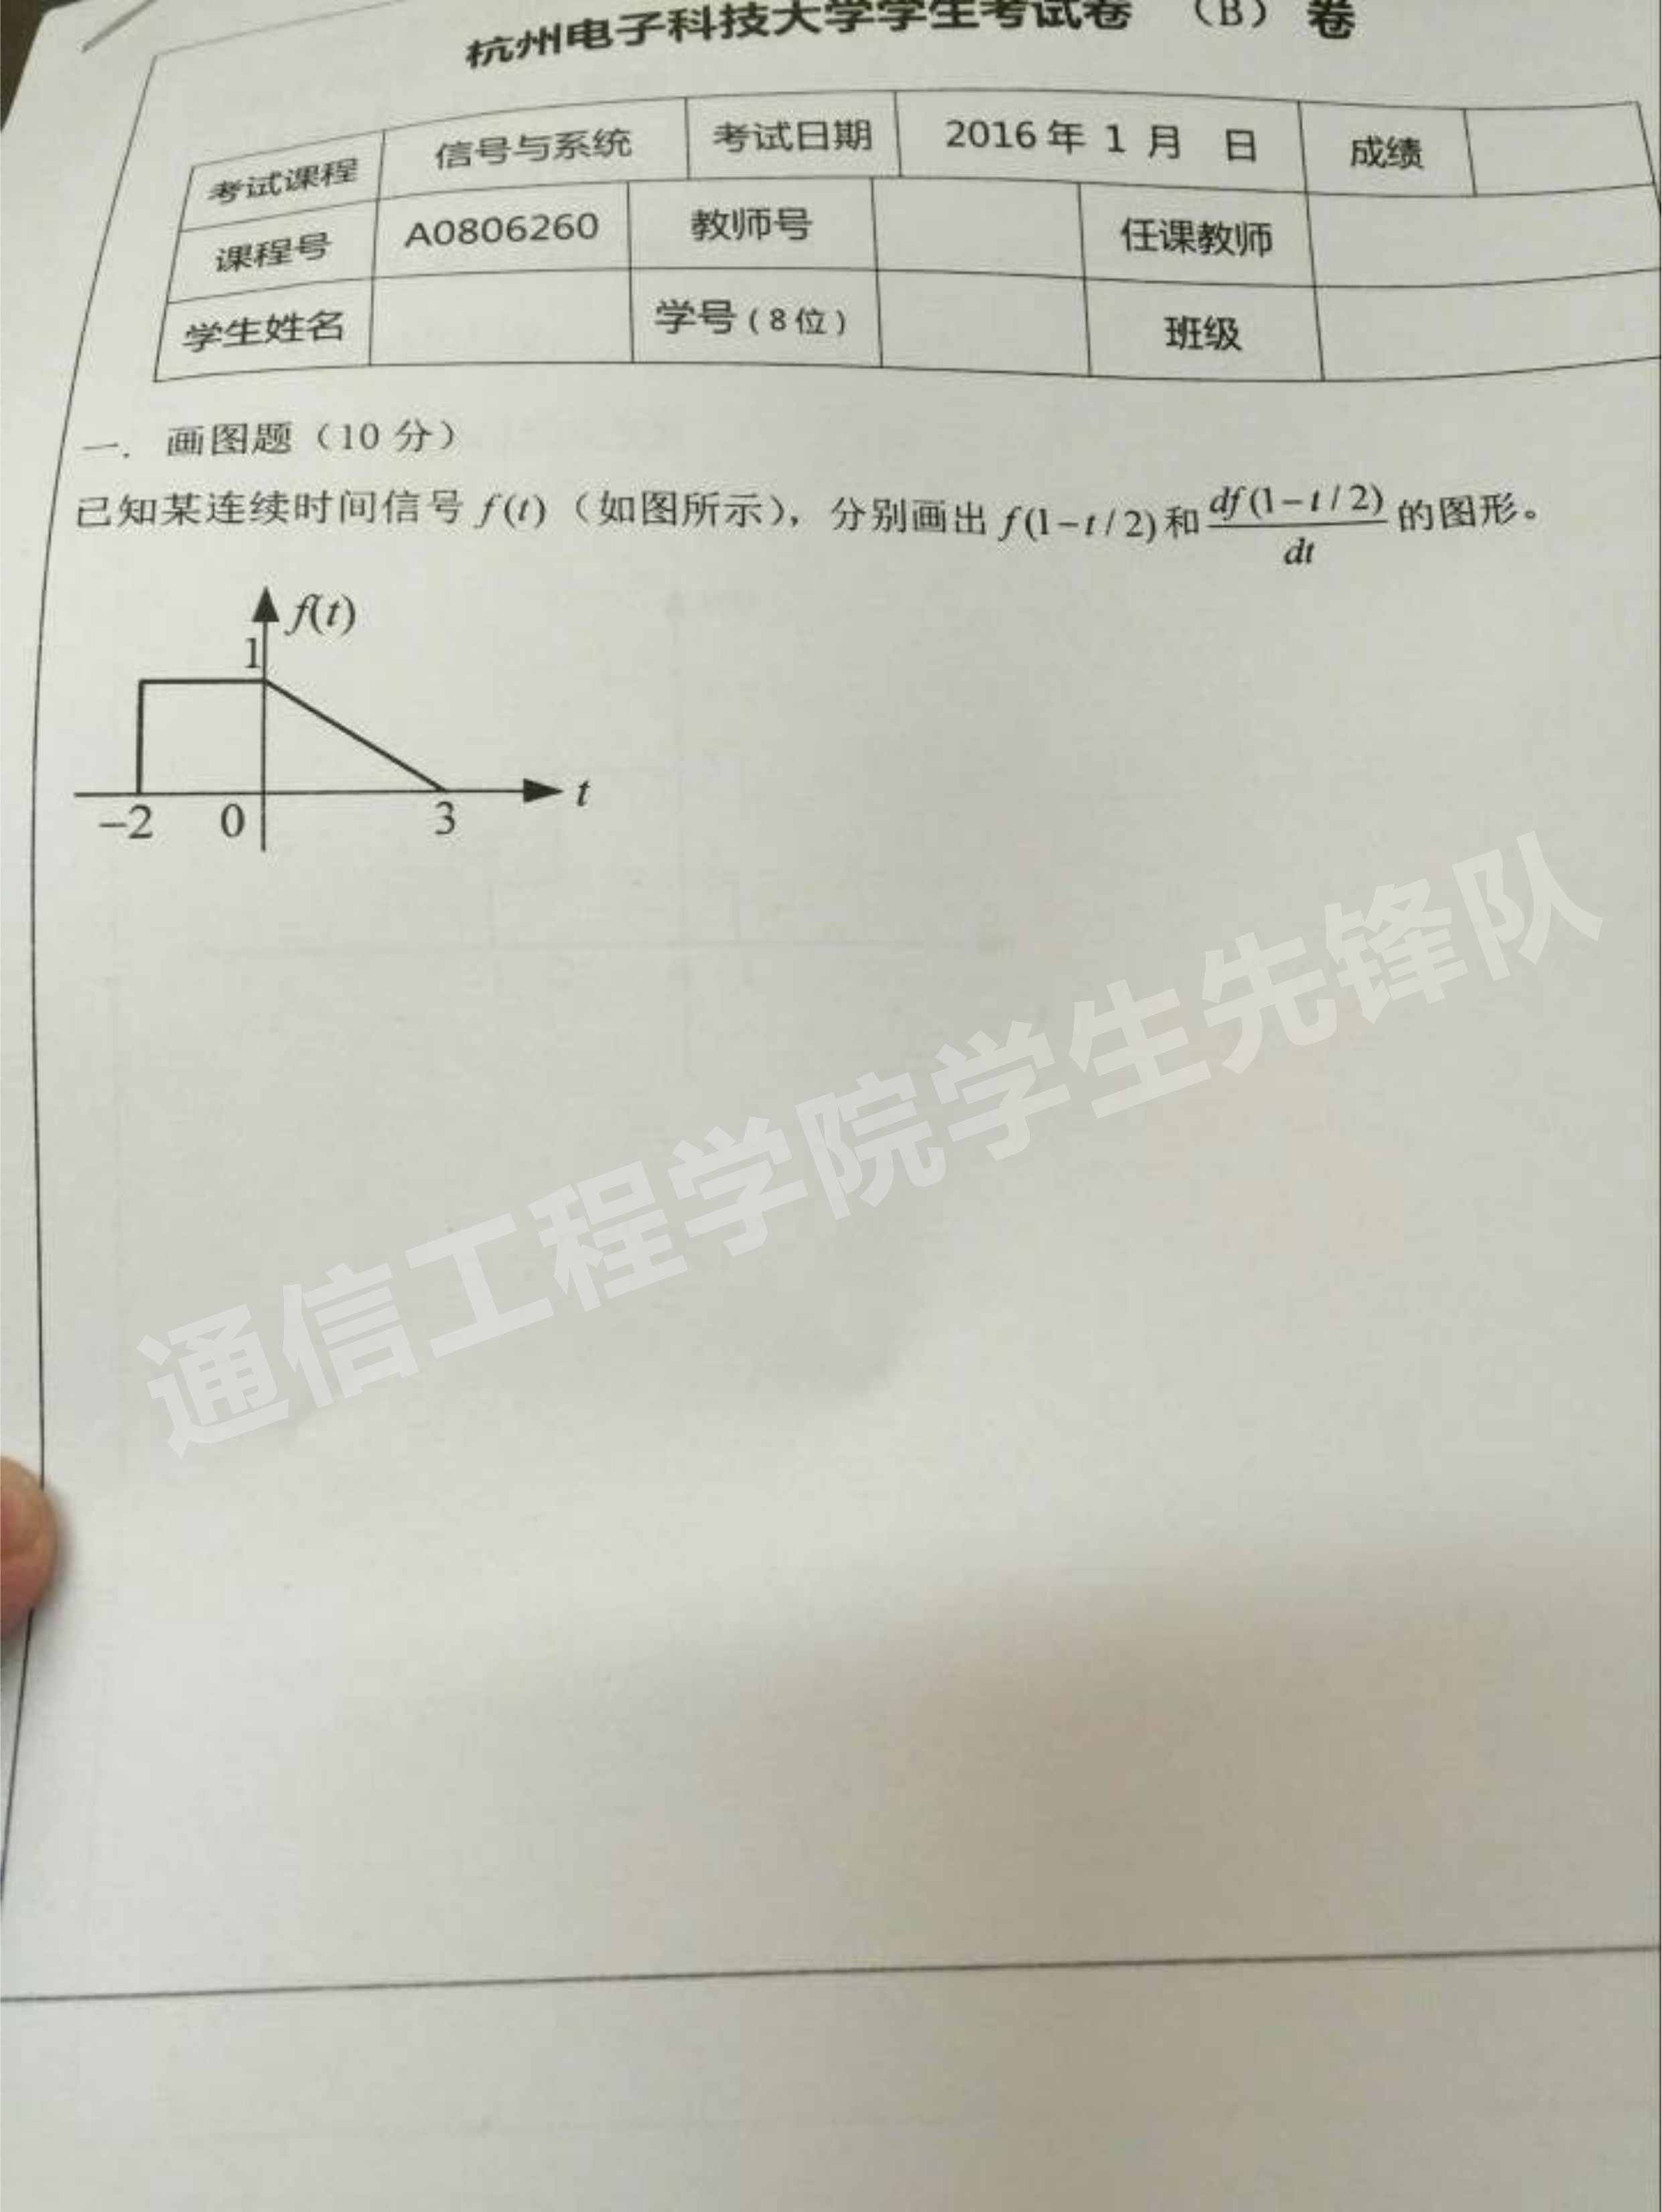 杭州电子科技大学学生考试卷 （B）卷
考试课程 信号与系统 考试日期 2016年 1 月 日 成绩
课程号 A0806260 教师号 任课教师
学生姓名 学号（8位） 班级
一. 画图题（10 分）
已知某连续时间信号 f(t)（如图所示），分别画出 f(1-t/2)和 df(1-t/2)/dt 的图形。
f(t)
1
t
-2 0 3
通信工程学院学生先锋队